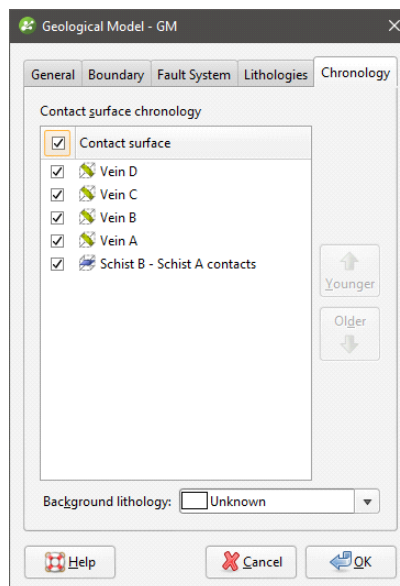 Geological Model - GM
General Boundary Fault System Lithologies Chronology
Contact surface chronology
Contact surface
Vein D
Vein C
Vein B
Vein A
Schist B - Schist A contacts
Younger
Older
Background lithology: Unknown
Help Cancel OK